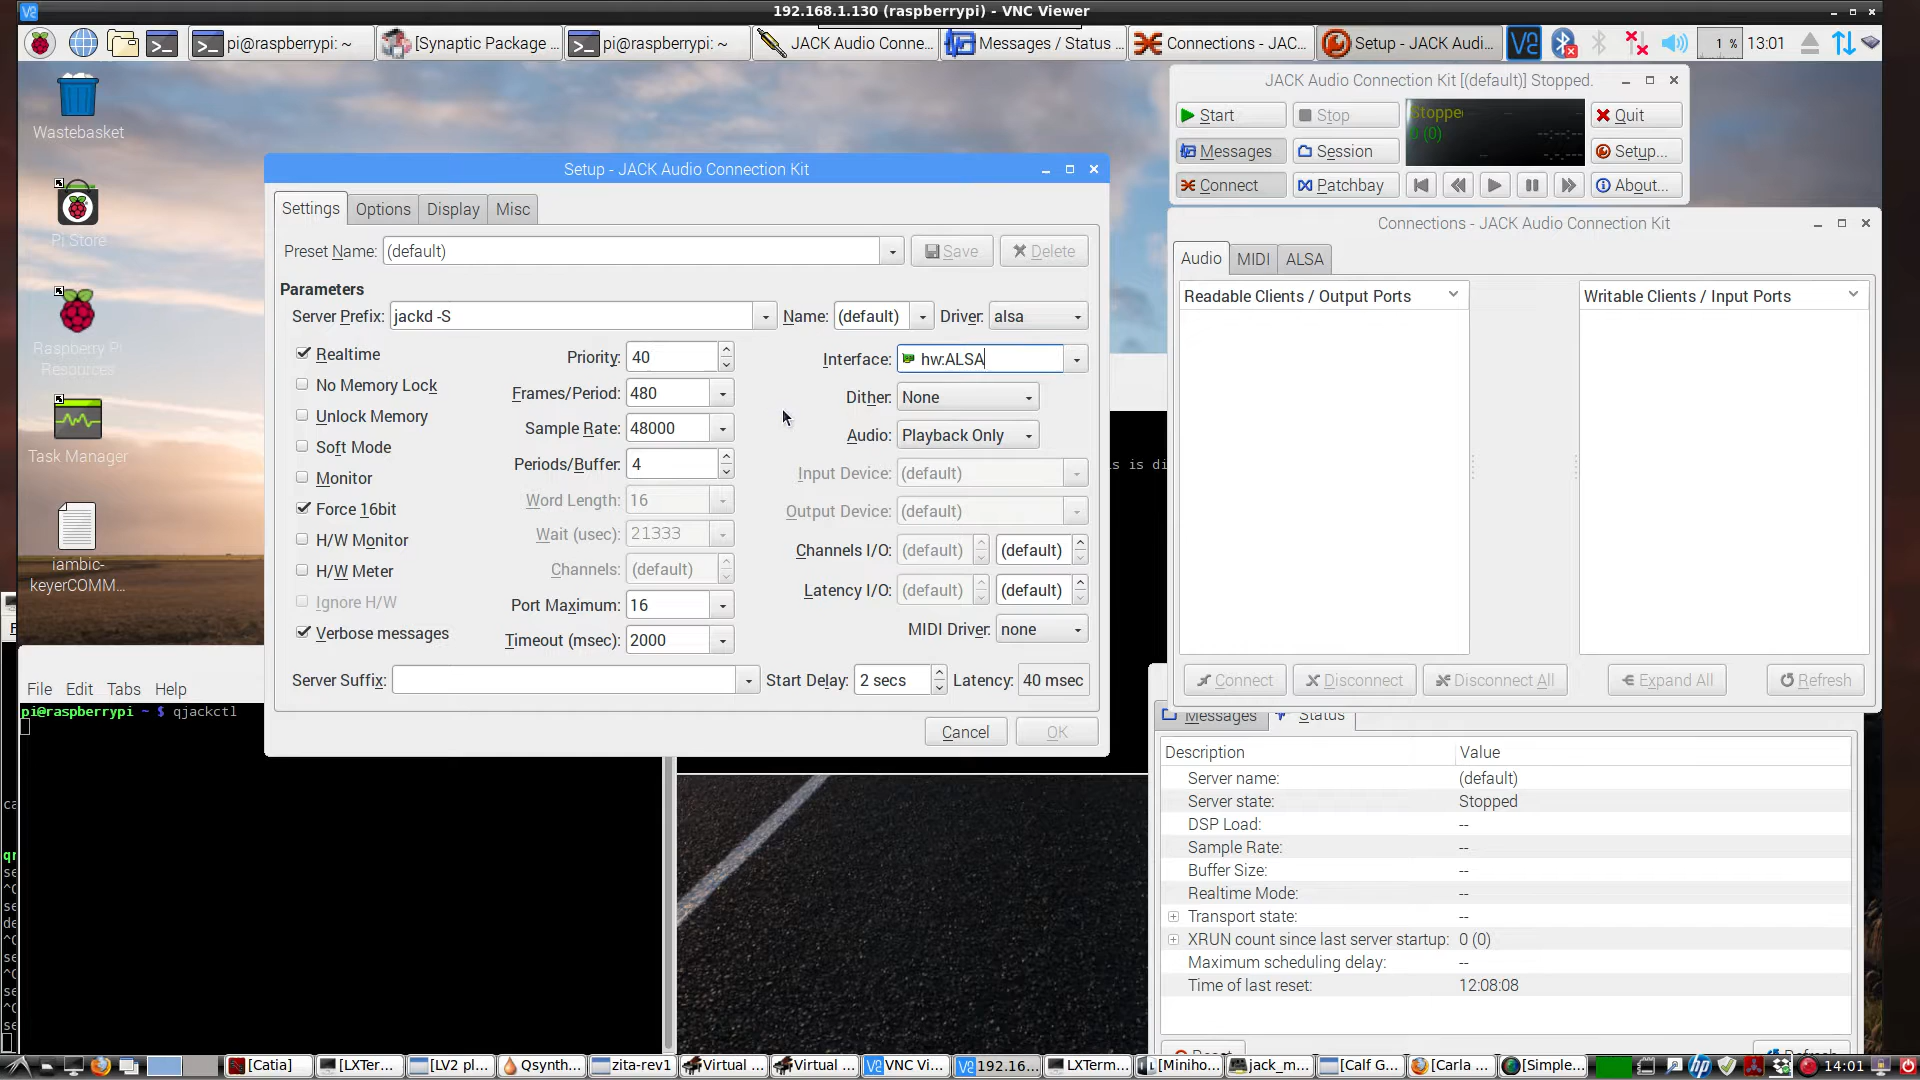 192.168.1.130 (raspberrypi) - VNC Viewer
pi@raspberrypi: ~
[Synaptic Package ...
pi@raspberrypi: ~
JACK Audio Conne...
Messages / Status ...
Connections - JAC...
Setup - JACK Audi...
1 %
13:01
Wastebasket
Pi Store
Raspberry Pi
Resources
Task Manager
iambic-
keyerCOMM...
JACK Audio Connection Kit [(default)] Stopped.
Start
Stop
Stopped
0 (0)
--:--:--
-.-.--
Quit
Messages
Session
Setup...
Connect
Patchbay
About...
Setup - JACK Audio Connection Kit
Settings
Options
Display
Misc
Preset Name:
(default)
Save
Delete
Parameters
Server Prefix:
jackd -S
Name:
(default)
Driver:
alsa
Realtime
No Memory Lock
Unlock Memory
Soft Mode
Monitor
Force 16bit
H/W Monitor
H/W Meter
Ignore H/W
Verbose messages
Priority:
40
Frames/Period:
480
Sample Rate:
48000
Periods/Buffer:
4
Word Length:
16
Wait (usec):
21333
Channels:
(default)
Port Maximum:
16
Timeout (msec):
2000
Interface:
hw:ALSA
Dither:
None
Audio:
Playback Only
Input Device:
(default)
Output Device:
(default)
Channels I/O:
(default)
(default)
Latency I/O:
(default)
(default)
MIDI Driver:
none
Server Suffix:
Start Delay:
2 secs
Latency:
40 msec
Cancel
OK
Connections - JACK Audio Connection Kit
Audio
MIDI
ALSA
Readable Clients / Output Ports
Writable Clients / Input Ports
Connect
Disconnect
Disconnect All
Expand All
Refresh
s is di
File Edit Tabs Help
pi@raspberrypi ~ $ qjackctl
Messages
Status
Description
Value
Server name:
(default)
Server state:
Stopped
DSP Load:
--
Sample Rate:
--
Buffer Size:
--
Realtime Mode:
--
Transport state:
--
XRUN count since last server startup:
0 (0)
Maximum scheduling delay:
--
Time of last reset:
12:08:08
[Catia]
[LXTer...
[LV2 pl...
Qsynth...
zita-rev1
Virtual ...
Virtual ...
VNC Vi...
192.16...
LXTerm...
[Miniho...
jack_m...
[Calf G...
[Carla ...
[Simple...
hp
14:01